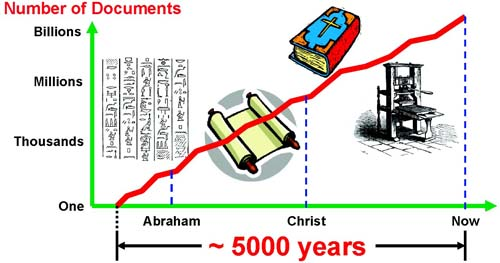 Number of Documents
Billions
Millions
Thousands
One
Abraham Christ Now
~ 5000 years